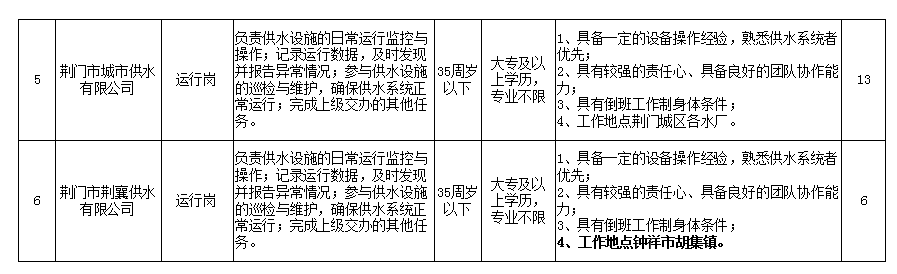 5
荆门市城市供水
有限公司
运行岗
负责供水设施的日常运行监控与
操作；记录运行数据，及时发现
并报告异常情况；参与供水设施
的巡检与维护，确保供水系统正
常运行；完成上级交办的其他任
务。
35周岁
以下
大专及以
上学历，
专业不限
1、具备一定的设备操作经验，熟悉供水系统者
优先；
2、具有较强的责任心、具备良好的团队协作能
力；
3、具有倒班工作制身体条件；
4、工作地点荆门城区各水厂。
13
6
荆门市荆襄供水
有限公司
运行岗
负责供水设施的日常运行监控与
操作；记录运行数据，及时发现
并报告异常情况；参与供水设施
的巡检与维护，确保供水系统正
常运行；完成上级交办的其他任
务。
35周岁
以下
大专及以
上学历，
专业不限
1、具备一定的设备操作经验，熟悉供水系统者
优先；
2、具有较强的责任心、具备良好的团队协作能
力；
3、具有倒班工作制身体条件；
4、工作地点钟祥市胡集镇。
6